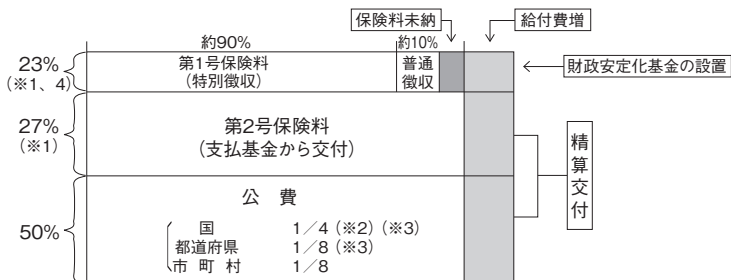 保険料未納
給付費増
約90%
約10%
23%
(※1、4)
第1号保険料
(特別徴収)
普通
徴収
財政安定化基金の設置
27%
(※1)
第2号保険料
(支払基金から交付)
精算交付
50%
公 費
国 1/4 (※2) (※3)
都道府県 1/8 (※3)
市 町 村 1/8